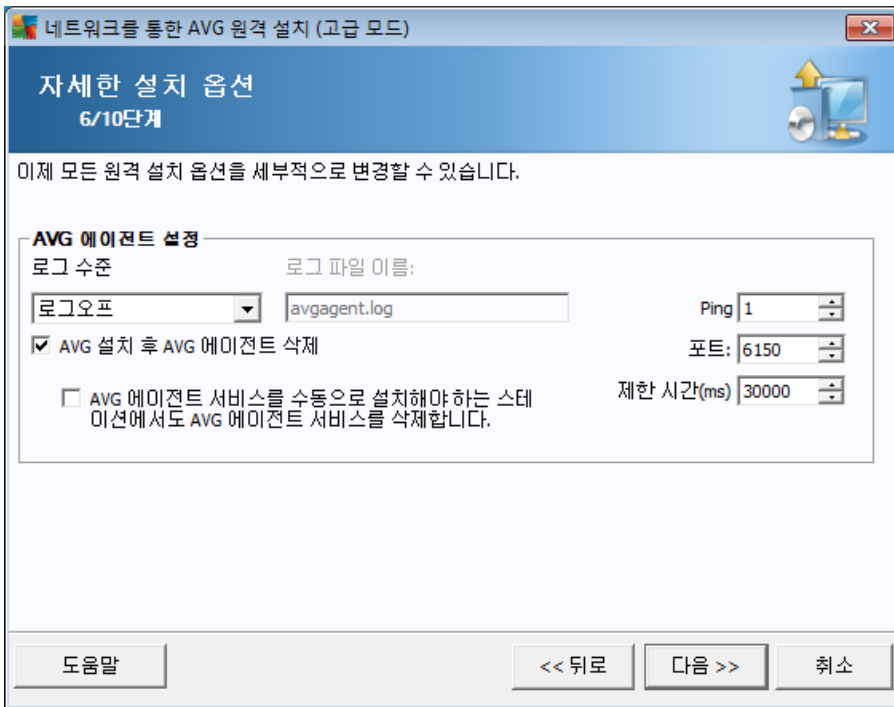 네트워크를 통한 AVG 원격 설치 (고급 모드)
자세한 설치 옵션
6/10단계
이제 모든 원격 설치 옵션을 세부적으로 변경할 수 있습니다.
AVG 에이전트 설정
로그 수준
로그 파일 이름:
로그오프
avgagent.log
Ping 1
AVG 설치 후 AVG 에이전트 삭제
포트: 6150
제한 시간(ms) 30000
AVG 에이전트 서비스를 수동으로 설치해야 하는 스테
이션에서도 AVG 에이전트 서비스를 삭제합니다.
도움말
<< 뒤로
다음 >>
취소